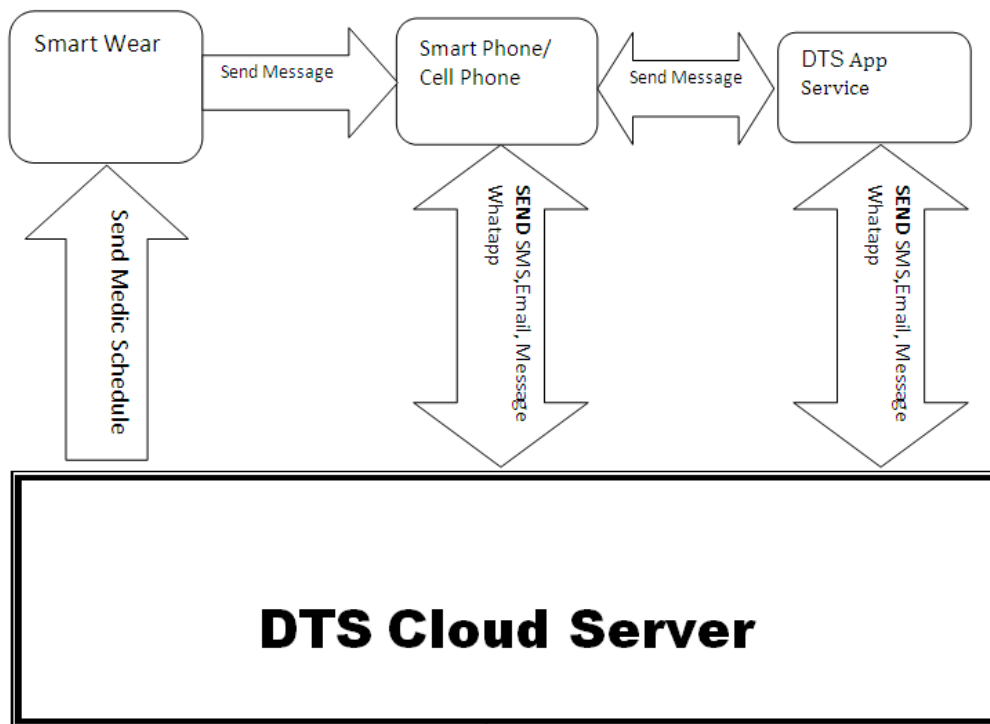 Smart Wear
Send Message
Smart Phone/
Cell Phone
Send Message
DTS App
Service
Send Medic Schedule
SEND SMS,Email, Message
Whatapp
SEND SMS,Email, Message
Whatapp
DTS Cloud Server